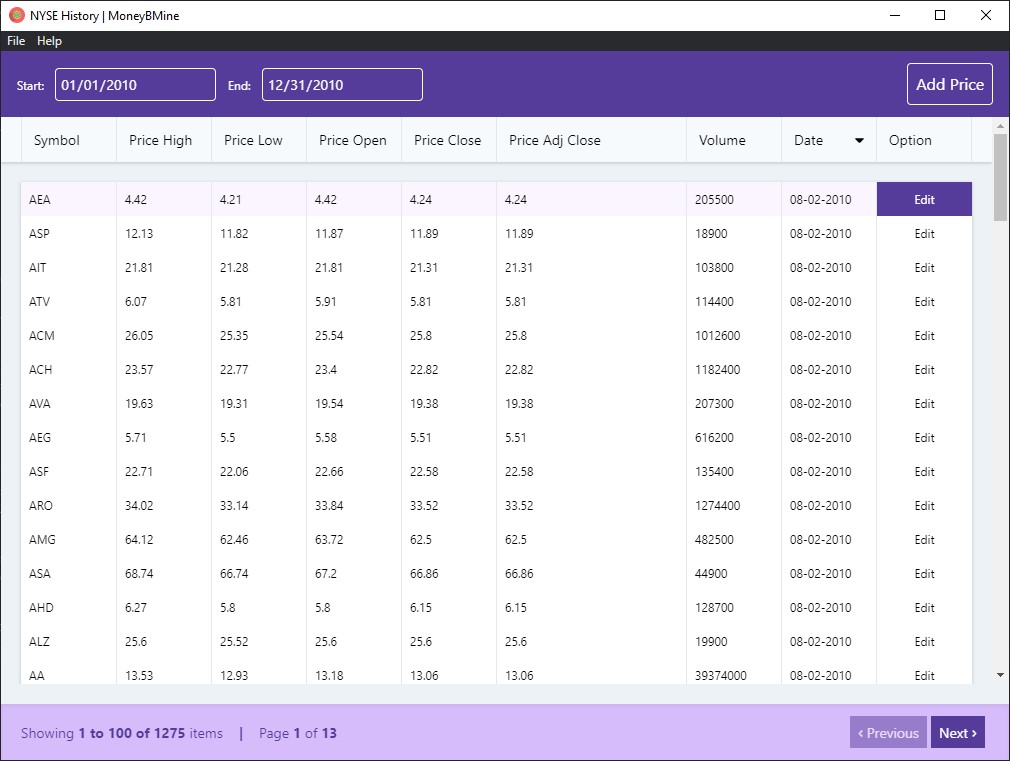 NYSE History | MoneyBMine
File Help
Start: 01/01/2010 End: 12/31/2010 Add Price
Symbol Price High Price Low Price Open Price Close Price Adj Close Volume Date Option
AEA 4.42 4.21 4.42 4.24 4.24 205500 08-02-2010 Edit
ASP 12.13 11.82 11.87 11.89 11.89 18900 08-02-2010 Edit
AIT 21.81 21.28 21.81 21.31 21.31 103800 08-02-2010 Edit
ATV 6.07 5.81 5.91 5.81 5.81 114400 08-02-2010 Edit
ACM 26.05 25.35 25.54 25.8 25.8 1012600 08-02-2010 Edit
ACH 23.57 22.77 23.4 22.82 22.82 1182400 08-02-2010 Edit
AVA 19.63 19.31 19.54 19.38 19.38 207300 08-02-2010 Edit
AEG 5.71 5.5 5.58 5.51 5.51 616200 08-02-2010 Edit
ASF 22.71 22.06 22.66 22.58 22.58 135400 08-02-2010 Edit
ARO 34.02 33.14 33.84 33.52 33.52 1274400 08-02-2010 Edit
AMG 64.12 62.46 63.72 62.5 62.5 482500 08-02-2010 Edit
ASA 68.74 66.74 67.2 66.86 66.86 44900 08-02-2010 Edit
AHD 6.27 5.8 5.8 6.15 6.15 128700 08-02-2010 Edit
ALZ 25.6 25.52 25.6 25.6 25.6 19900 08-02-2010 Edit
AA 13.53 12.93 13.18 13.06 13.06 39374000 08-02-2010 Edit
Showing 1 to 100 of 1275 items | Page 1 of 13 ‹ Previous Next ›